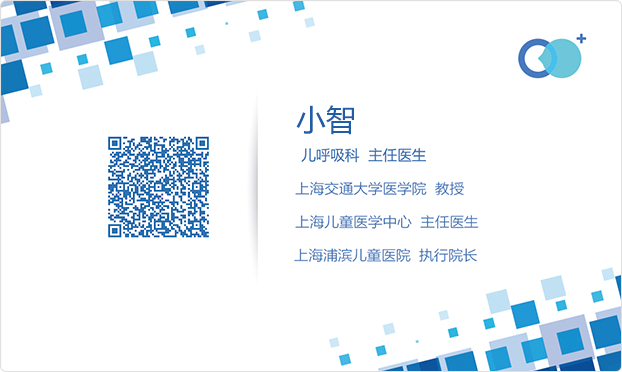 小智
儿呼吸科 主任医生
上海交通大学医学院 教授
上海儿童医学中心 主任医生
上海浦滨儿童医院 执行院长